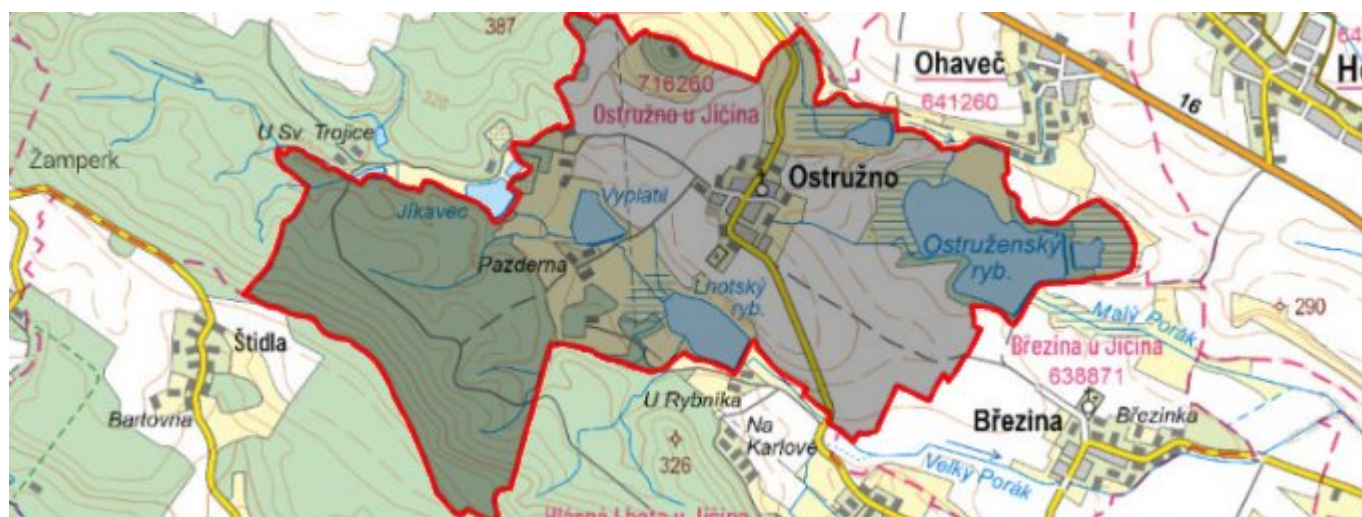 387
Ohaveč
641260
716260
Ostružno u Jičína
16
320
U Sv. Trojice
Žamperk
Ostružno
Jíkavec
Vyplatil
Ostruženský
ryb.
Pazderna
Lhotský
ryb.
Malý Porák
290
Štidla
Březina u Jičína
638871
U Rybníka
Bartovna
Na
Karlově
Březina
Březinka
326
Velký Porák